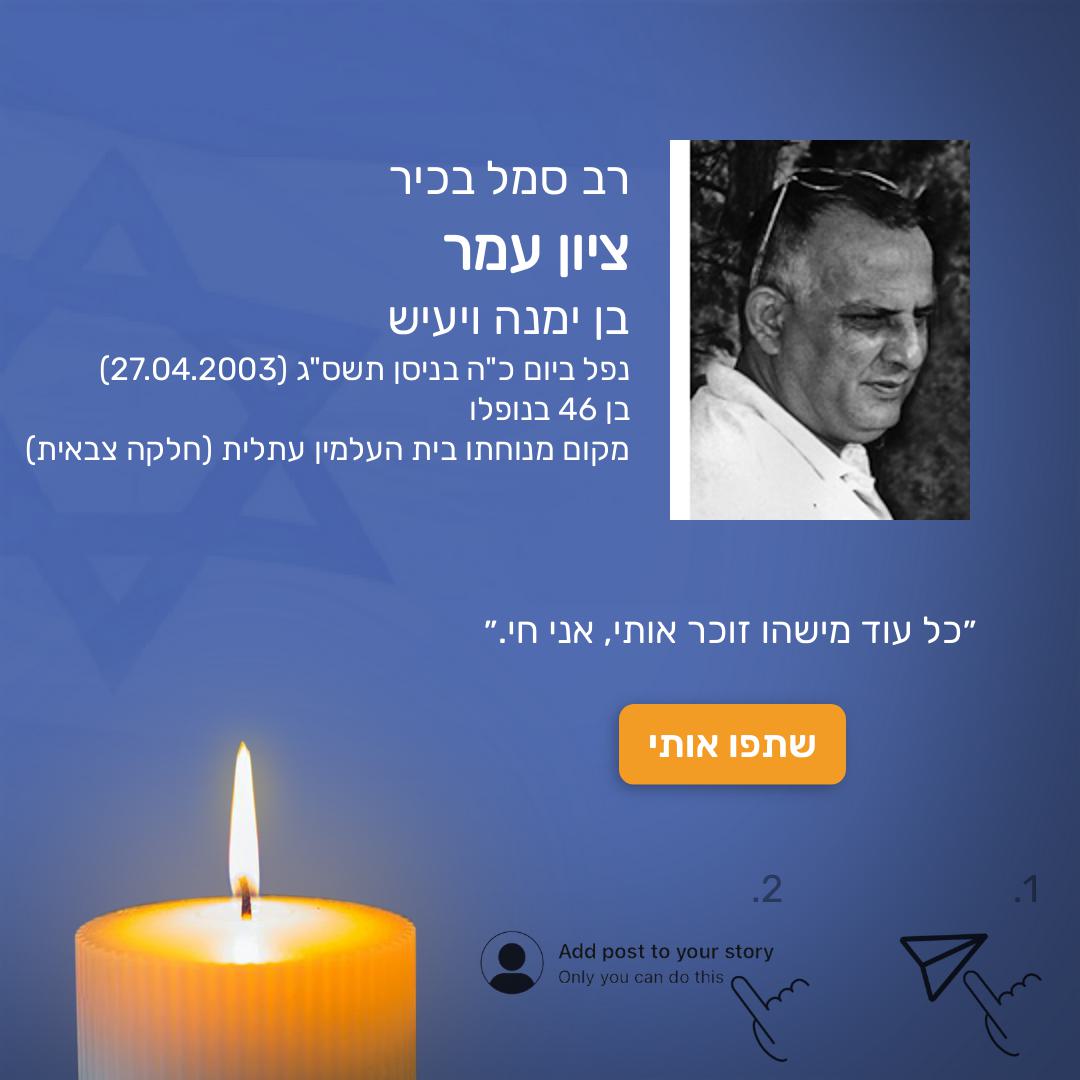 רב סמל בכיר
ציון עמר
בן ימנה ויעיש
נפל ביום כ"ה בניסן תשס"ג (27.04.2003)
בן 46 בנופלו
מקום מנוחתו בית העלמין עתלית (חלקה צבאית)
״כל עוד מישהו זוכר אותי, אני חי.״
שתפו אותי
1.
2.
Add post to your story
Only you can do this